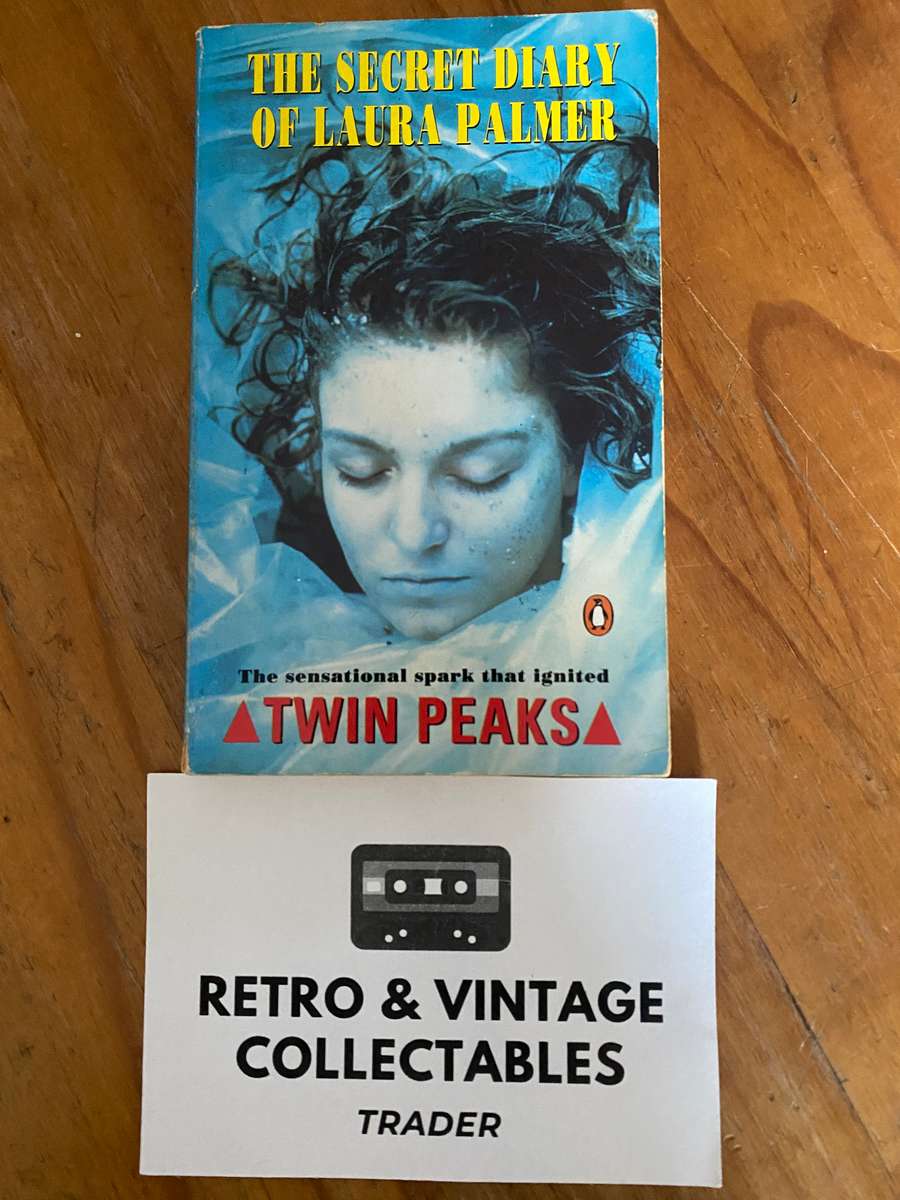 THE SECRET DIARY
OF LAURA PALMER
The sensational spark that ignited
TWIN PEAKS
RETRO & VINTAGE
COLLECTABLES
TRADER